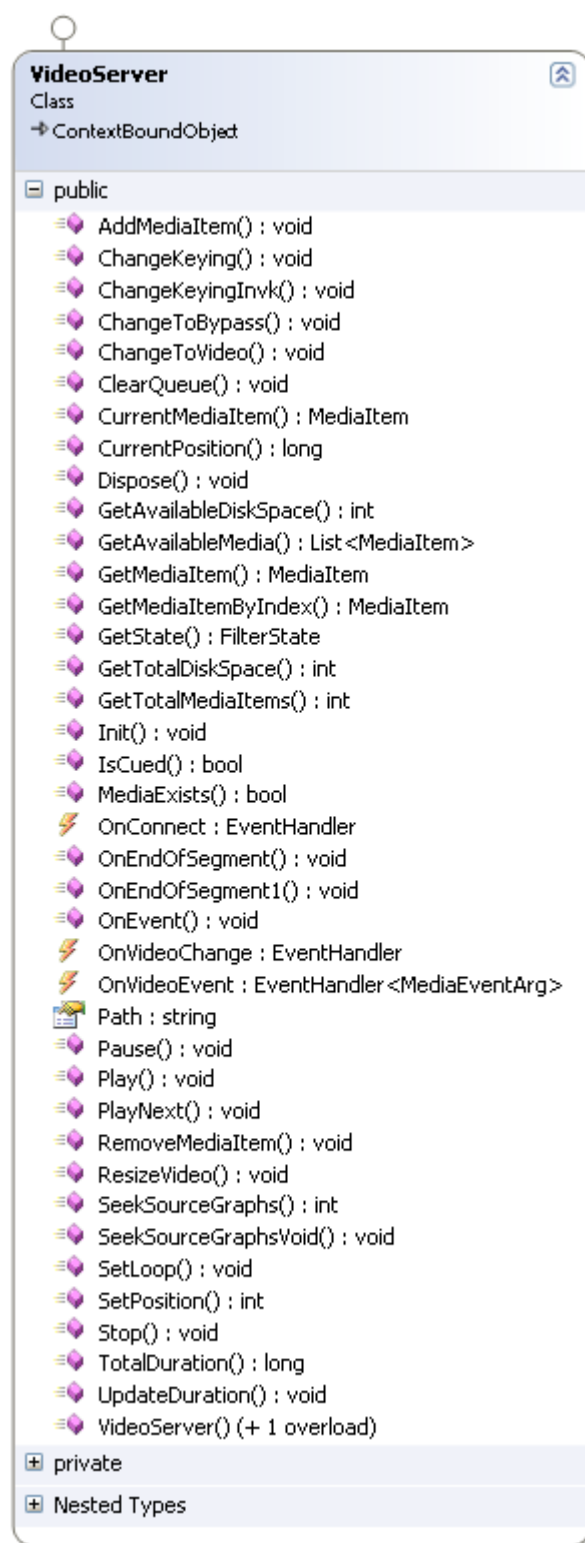 VideoServer
Class
ContextBoundObject
public
AddMediaItem() : void
ChangeKeying() : void
ChangeKeyingInvk() : void
ChangeToBypass() : void
ChangeToVideo() : void
ClearQueue() : void
CurrentMediaItem() : MediaItem
CurrentPosition() : long
Dispose() : void
GetAvailableDiskSpace() : int
GetAvailableMedia() : List<MediaItem>
GetMediaItem() : MediaItem
GetMediaItemByIndex() : MediaItem
GetState() : FilterState
GetTotalDiskSpace() : int
GetTotalMediaItems() : int
Init() : void
IsCued() : bool
MediaExists() : bool
OnConnect : EventHandler
OnEndOfSegment() : void
OnEndOfSegment1() : void
OnEvent() : void
OnVideoChange : EventHandler
OnVideoEvent : EventHandler<MediaEventArg>
Path : string
Pause() : void
Play() : void
PlayNext() : void
RemoveMediaItem() : void
ResizeVideo() : void
SeekSourceGraphs() : int
SeekSourceGraphsVoid() : void
SetLoop() : void
SetPosition() : int
Stop() : void
TotalDuration() : long
UpdateDuration() : void
VideoServer() (+ 1 overload)
private
Nested Types